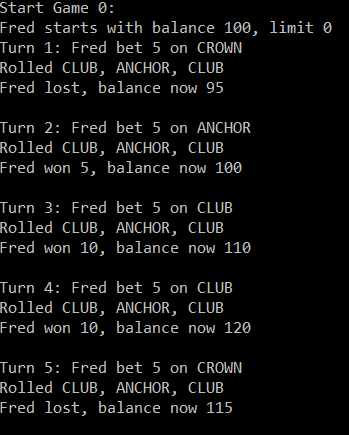 Start Game 0:
Fred starts with balance 100, limit 0
Turn 1: Fred bet 5 on CROWN
Rolled CLUB, ANCHOR, CLUB
Fred lost, balance now 95
Turn 2: Fred bet 5 on ANCHOR
Rolled CLUB, ANCHOR, CLUB
Fred won 5, balance now 100
Turn 3: Fred bet 5 on CLUB
Rolled CLUB, ANCHOR, CLUB
Fred won 10, balance now 110
Turn 4: Fred bet 5 on CLUB
Rolled CLUB, ANCHOR, CLUB
Fred won 10, balance now 120
Turn 5: Fred bet 5 on CROWN
Rolled CLUB, ANCHOR, CLUB
Fred lost, balance now 115